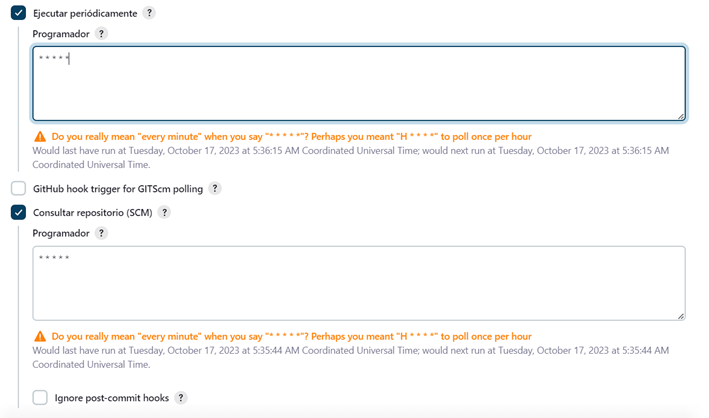 Ejecutar periódicamente ?
Programador ?
* * * * *
Do you really mean "every minute" when you say "* * * * *"? Perhaps you meant "H * * * *" to poll once per hour
Would last have run at Tuesday, October 17, 2023 at 5:36:15 AM Coordinated Universal Time; would next run at Tuesday, October 17, 2023 at 5:36:15 AM
Coordinated Universal Time.
GitHub hook trigger for GITScm polling ?
Consultar repositorio (SCM) ?
Programador ?
* * * * *
Do you really mean "every minute" when you say "* * * * *"? Perhaps you meant "H * * * *" to poll once per hour
Would last have run at Tuesday, October 17, 2023 at 5:35:44 AM Coordinated Universal Time; would next run at Tuesday, October 17, 2023 at 5:35:44 AM
Coordinated Universal Time.
Ignore post-commit hooks ?